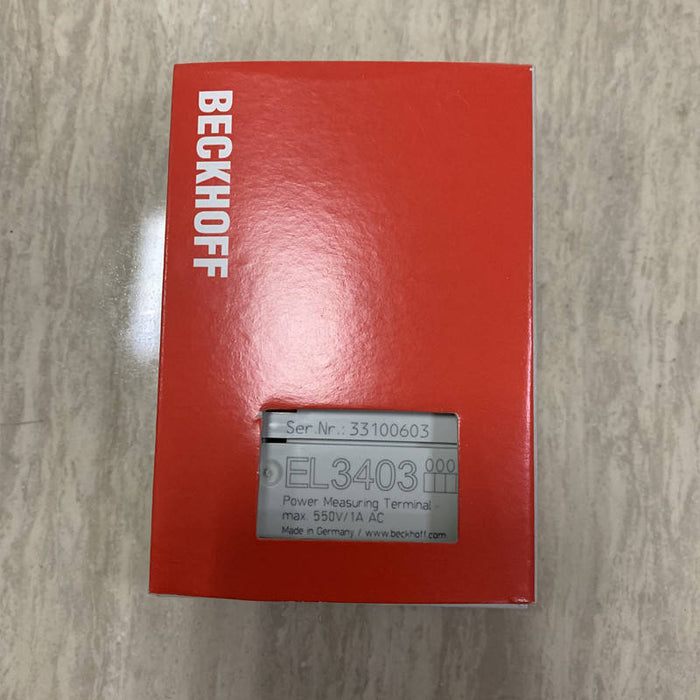 BECKHOFF
Ser.Nr.: 33100603
EL3403
Power Measuring Terminal -
max. 550V/1A AC
Made in Germany / www.beckhoff.com